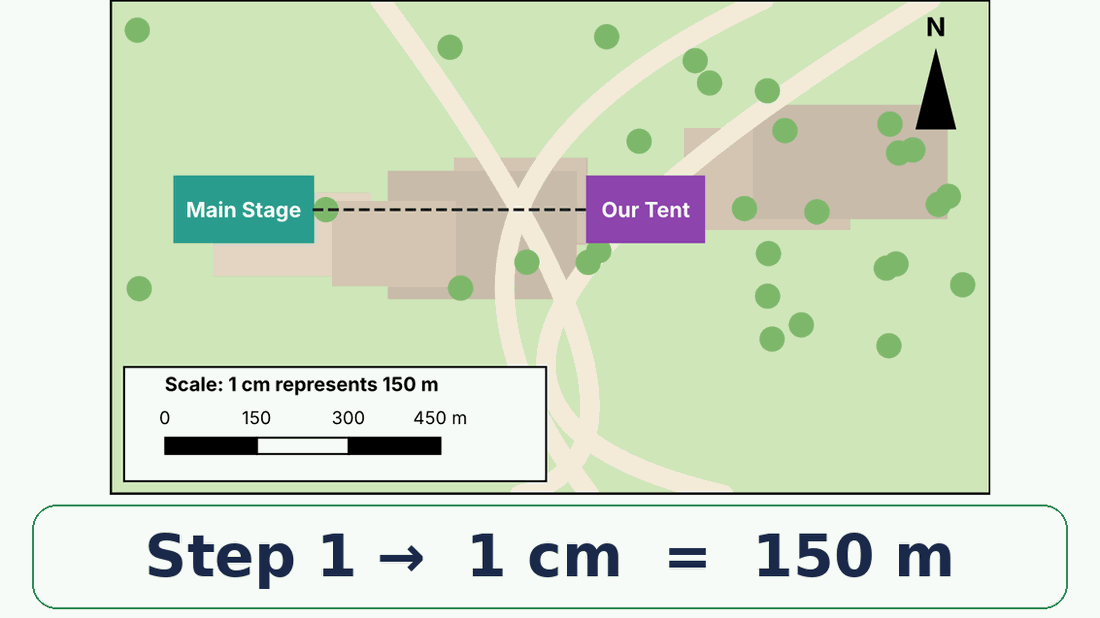 N
Main Stage
Our Tent
Scale: 1 cm represents 150 m
0 150 300 450 m
Step 1 → 1 cm = 150 m